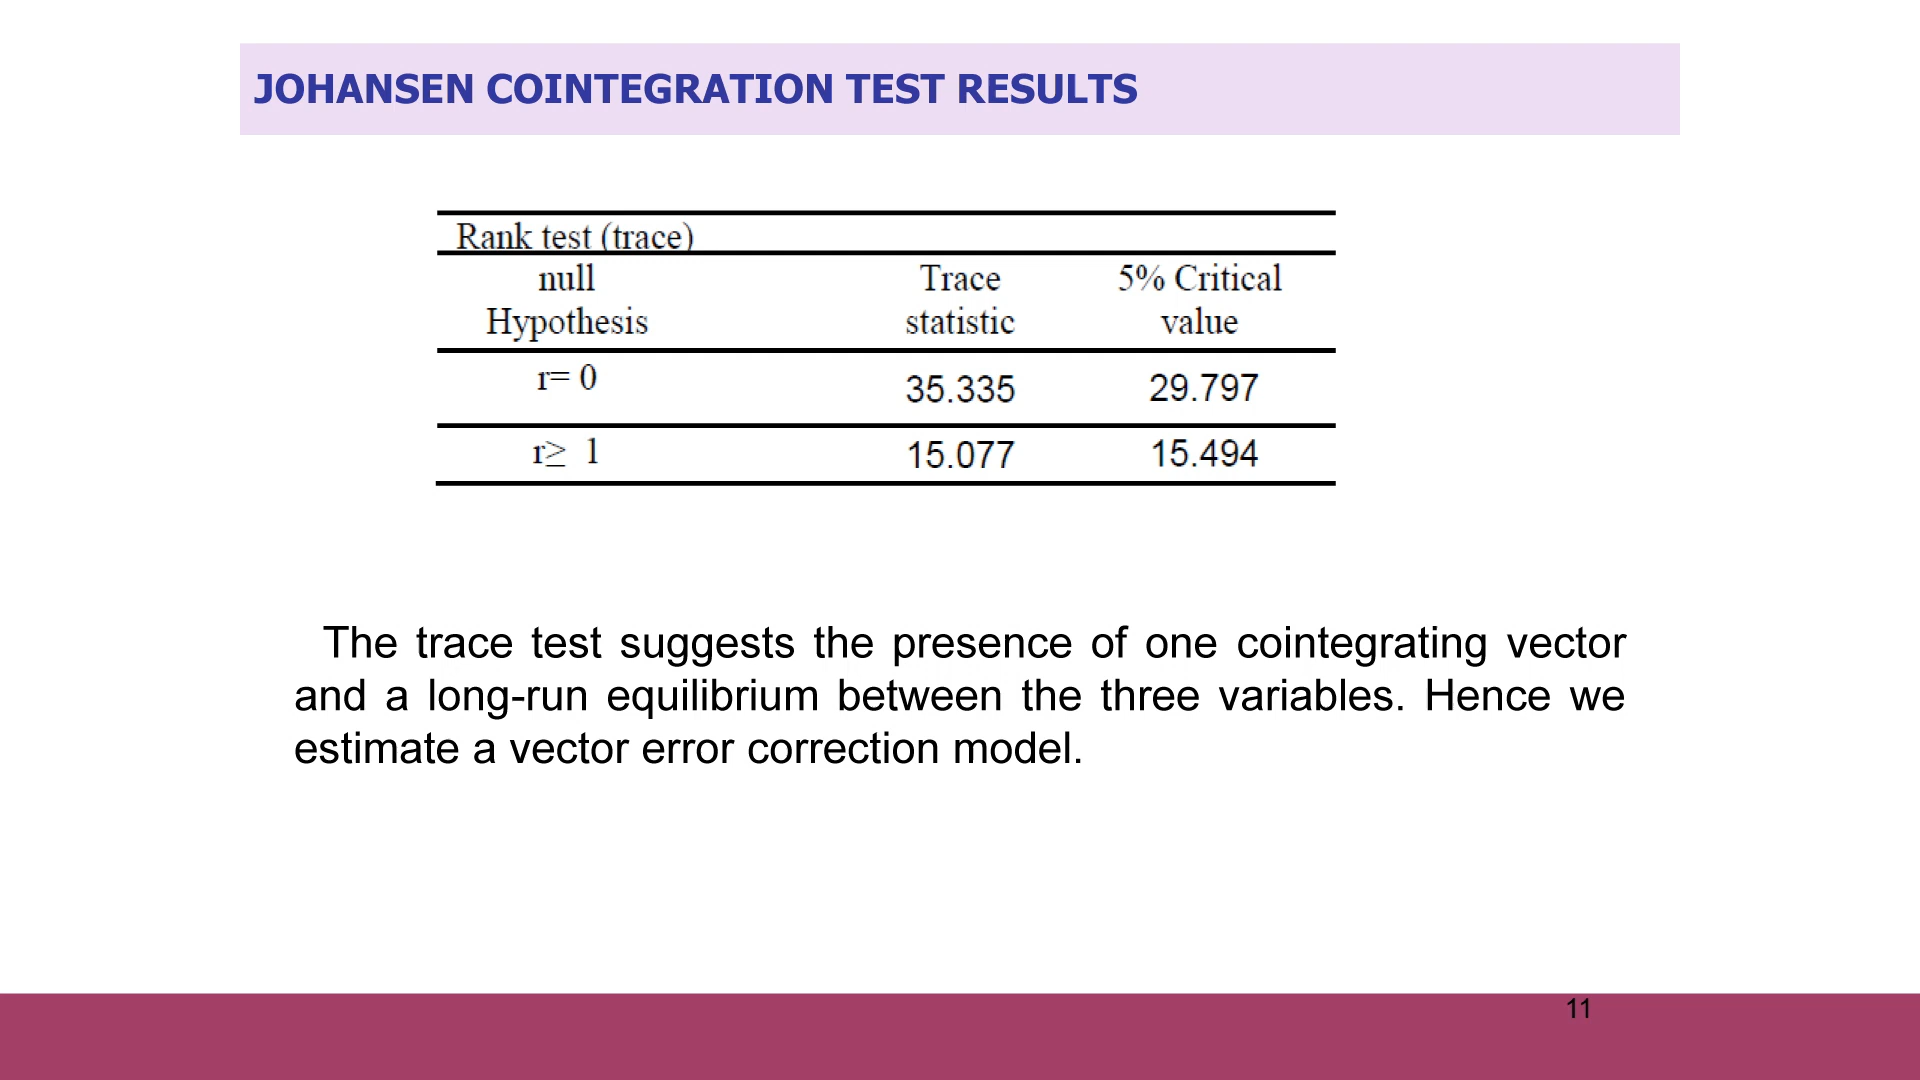 JOHANSEN COINTEGRATION TEST RESULTS
Rank test (trace)
null Trace 5% Critical
Hypothesis statistic value
r= 0 35.335 29.797
r≥ 1 15.077 15.494
The trace test suggests the presence of one cointegrating vector
and a long-run equilibrium between the three variables. Hence we
estimate a vector error correction model.
11